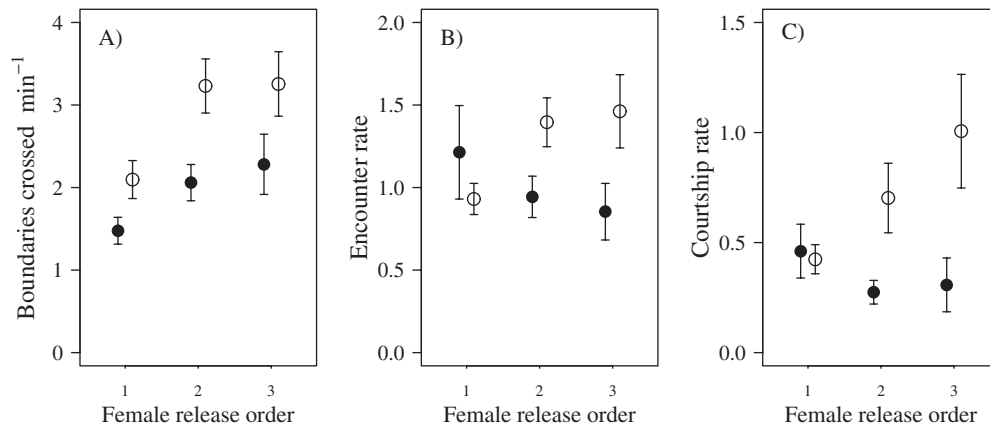 A)
Boundaries crossed min⁻¹
4
3
2
1
0
1 2 3
Female release order
B)
Encounter rate
2.0
1.5
1.0
0.5
0.0
1 2 3
Female release order
C)
Courtship rate
1.5
1.0
0.5
0.0
1 2 3
Female release order